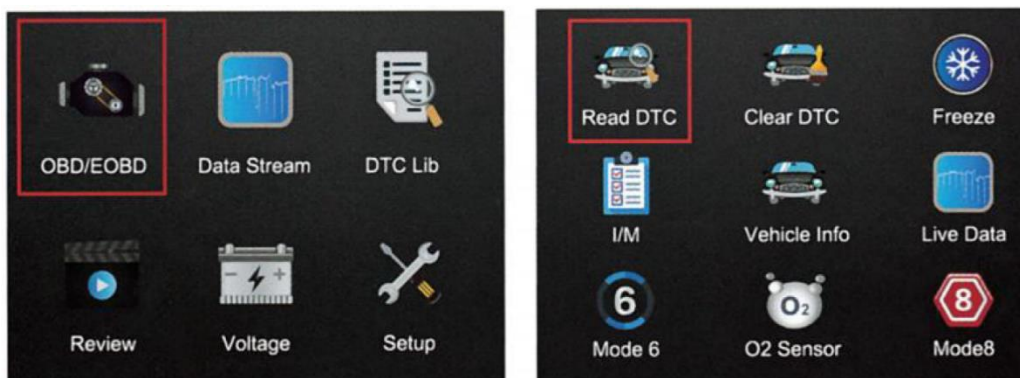 OBD/EOBD Data Stream DTC Lib
Review Voltage Setup
Read DTC Clear DTC Freeze
I/M Vehicle Info Live Data
6 O2 8
Mode 6 O2 Sensor Mode8